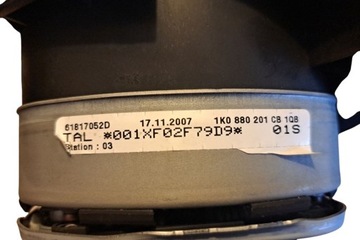 61817052D 17.11.2007 1K0 880 201 CB 1QB
TAL *001XF02F79D9* 01S
Station : 03